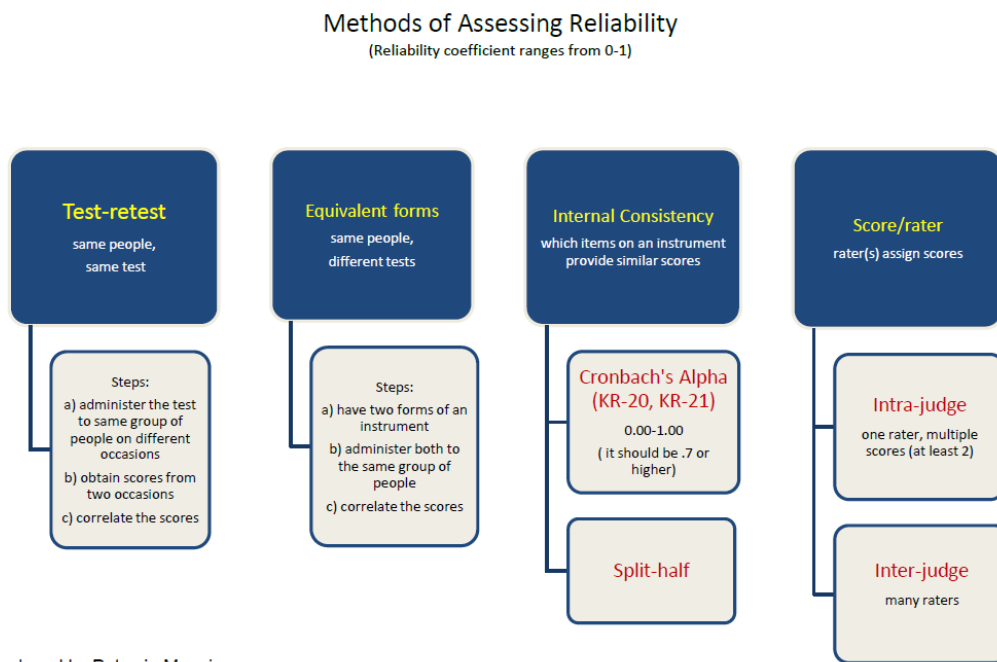 Methods of Assessing Reliability
(Reliability coefficient ranges from 0-1)
Test-retest
same people,
same test
Steps:
a) administer the test
to same group of
people on different
occasions
b) obtain scores from
two occasions
c) correlate the scores
Equivalent forms
same people,
different tests
Steps:
a) have two forms of an
instrument
b) administer both to
the same group of
people
c) correlate the scores
Internal Consistency
which items on an instrument
provide similar scores
Cronbach's Alpha
(KR-20, KR-21)
0.00-1.00
( it should be .7 or
higher)
Split-half
Score/rater
rater(s) assign scores
Intra-judge
one rater, multiple
scores (at least 2)
Inter-judge
many raters